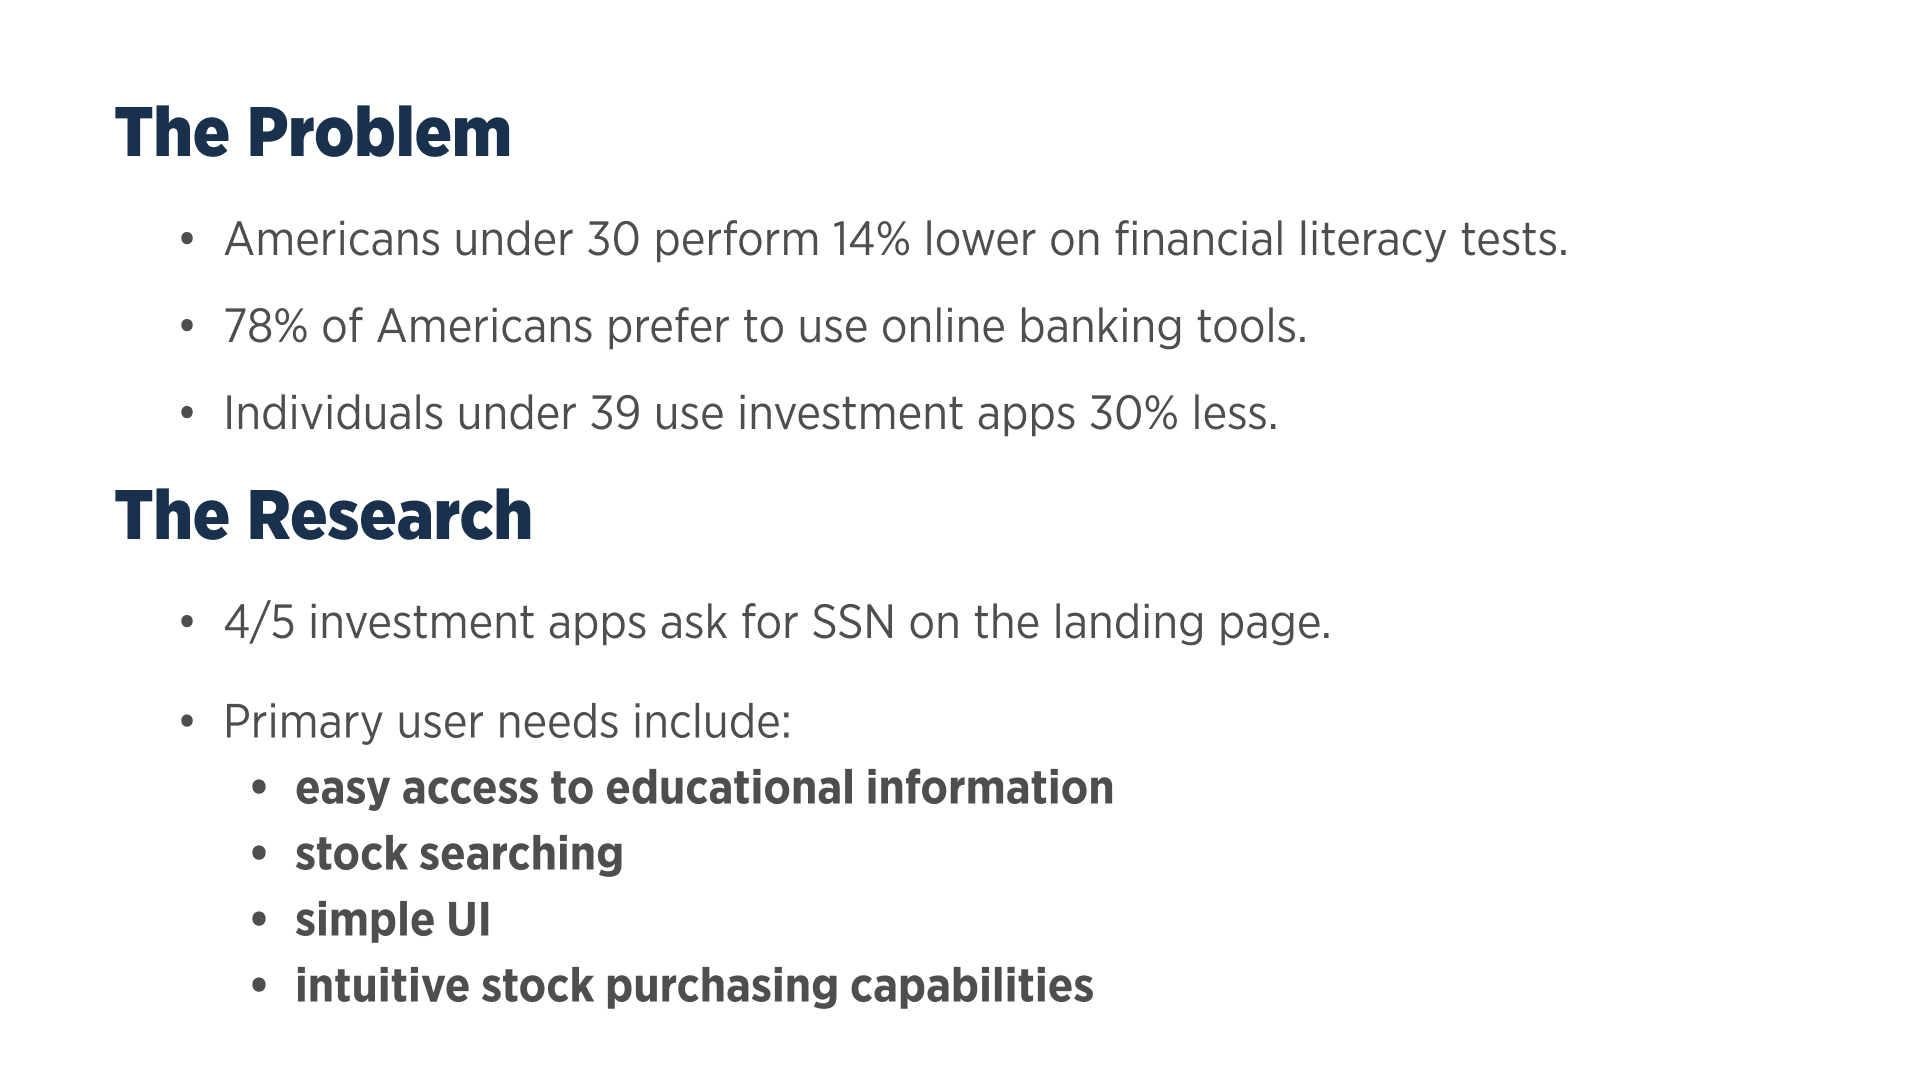 The Problem
• Americans under 30 perform 14% lower on financial literacy tests.
• 78% of Americans prefer to use online banking tools.
• Individuals under 39 use investment apps 30% less.
The Research
• 4/5 investment apps ask for SSN on the landing page.
• Primary user needs include:
• easy access to educational information
• stock searching
• simple UI
• intuitive stock purchasing capabilities